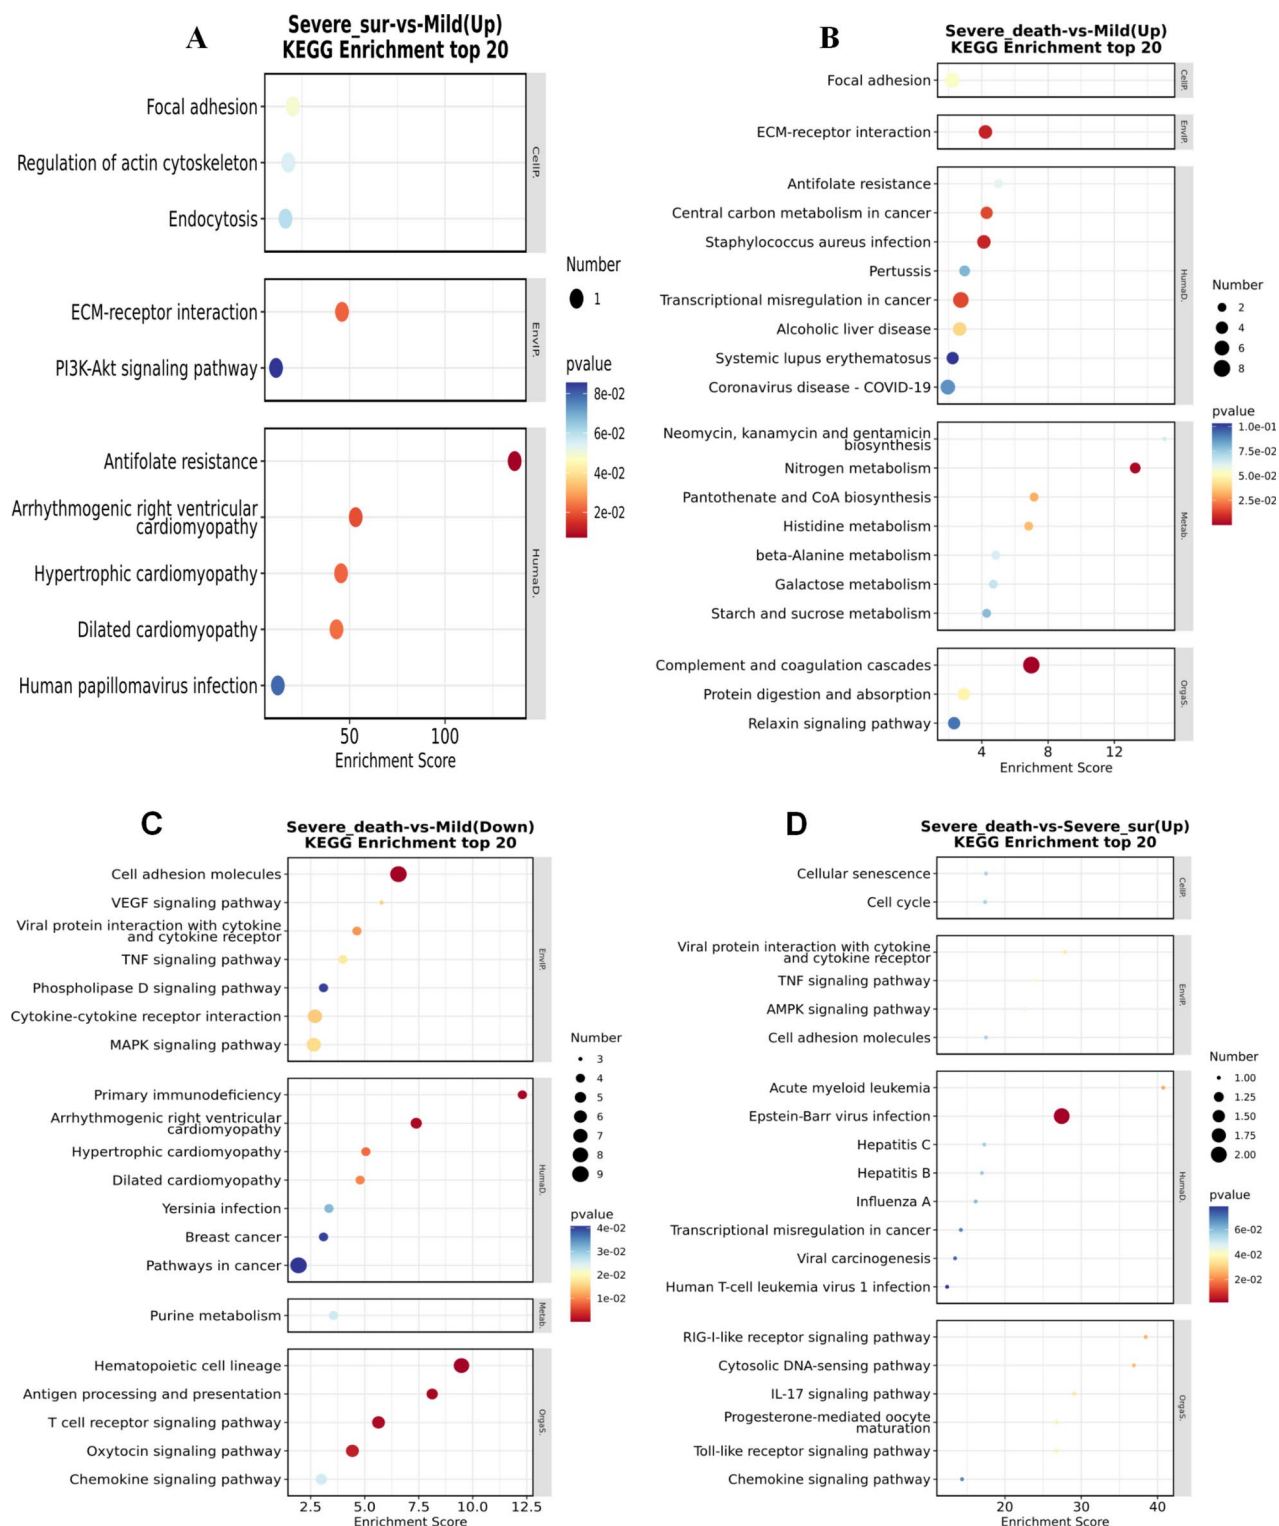 A
Severe_sur-vs-Mild(Up)
KEGG Enrichment top 20
Focal adhesion
Regulation of actin cytoskeleton
Endocytosis
CellP.
ECM-receptor interaction
PI3K-Akt signaling pathway
EnvIP.
Antifolate resistance
Arrhythmogenic right ventricular
cardiomyopathy
Hypertrophic cardiomyopathy
Dilated cardiomyopathy
Human papillomavirus infection
HumaD.
50 100
Enrichment Score
Number
1
pvalue
8e-02
6e-02
4e-02
2e-02
B
Severe_death-vs-Mild(Up)
KEGG Enrichment top 20
Focal adhesion
CellP.
ECM-receptor interaction
EnvIP.
Antifolate resistance
Central carbon metabolism in cancer
Staphylococcus aureus infection
Pertussis
Transcriptional misregulation in cancer
Alcoholic liver disease
Systemic lupus erythematosus
Coronavirus disease - COVID-19
HumaD.
Neomycin, kanamycin and gentamicin
biosynthesis
Nitrogen metabolism
Pantothenate and CoA biosynthesis
Histidine metabolism
beta-Alanine metabolism
Galactose metabolism
Starch and sucrose metabolism
Metab.
Complement and coagulation cascades
Protein digestion and absorption
Relaxin signaling pathway
OrgaS.
4 8 12
Enrichment Score
Number
2
4
6
8
pvalue
1.0e-01
7.5e-02
5.0e-02
2.5e-02
C
Severe_death-vs-Mild(Down)
KEGG Enrichment top 20
Cell adhesion molecules
VEGF signaling pathway
Viral protein interaction with cytokine
and cytokine receptor
TNF signaling pathway
Phospholipase D signaling pathway
Cytokine-cytokine receptor interaction
MAPK signaling pathway
EnvIP.
Primary immunodeficiency
Arrhythmogenic right ventricular
cardiomyopathy
Hypertrophic cardiomyopathy
Dilated cardiomyopathy
Yersinia infection
Breast cancer
Pathways in cancer
HumaD.
Purine metabolism
Metab.
Hematopoietic cell lineage
Antigen processing and presentation
T cell receptor signaling pathway
Oxytocin signaling pathway
Chemokine signaling pathway
OrgaS.
2.5 5.0 7.5 10.0 12.5
Enrichment Score
Number
3
4
5
6
7
8
9
pvalue
4e-02
3e-02
2e-02
1e-02
D
Severe_death-vs-Severe_sur(Up)
KEGG Enrichment top 20
Cellular senescence
Cell cycle
CellP.
Viral protein interaction with cytokine
and cytokine receptor
TNF signaling pathway
AMPK signaling pathway
Cell adhesion molecules
EnvIP.
Acute myeloid leukemia
Epstein-Barr virus infection
Hepatitis C
Hepatitis B
Influenza A
Transcriptional misregulation in cancer
Viral carcinogenesis
Human T-cell leukemia virus 1 infection
HumaD.
RIG-I-like receptor signaling pathway
Cytosolic DNA-sensing pathway
IL-17 signaling pathway
Progesterone-mediated oocyte
maturation
Toll-like receptor signaling pathway
Chemokine signaling pathway
OrgaS.
20 30 40
Enrichment Score
Number
1.00
1.25
1.50
1.75
2.00
pvalue
6e-02
4e-02
2e-02